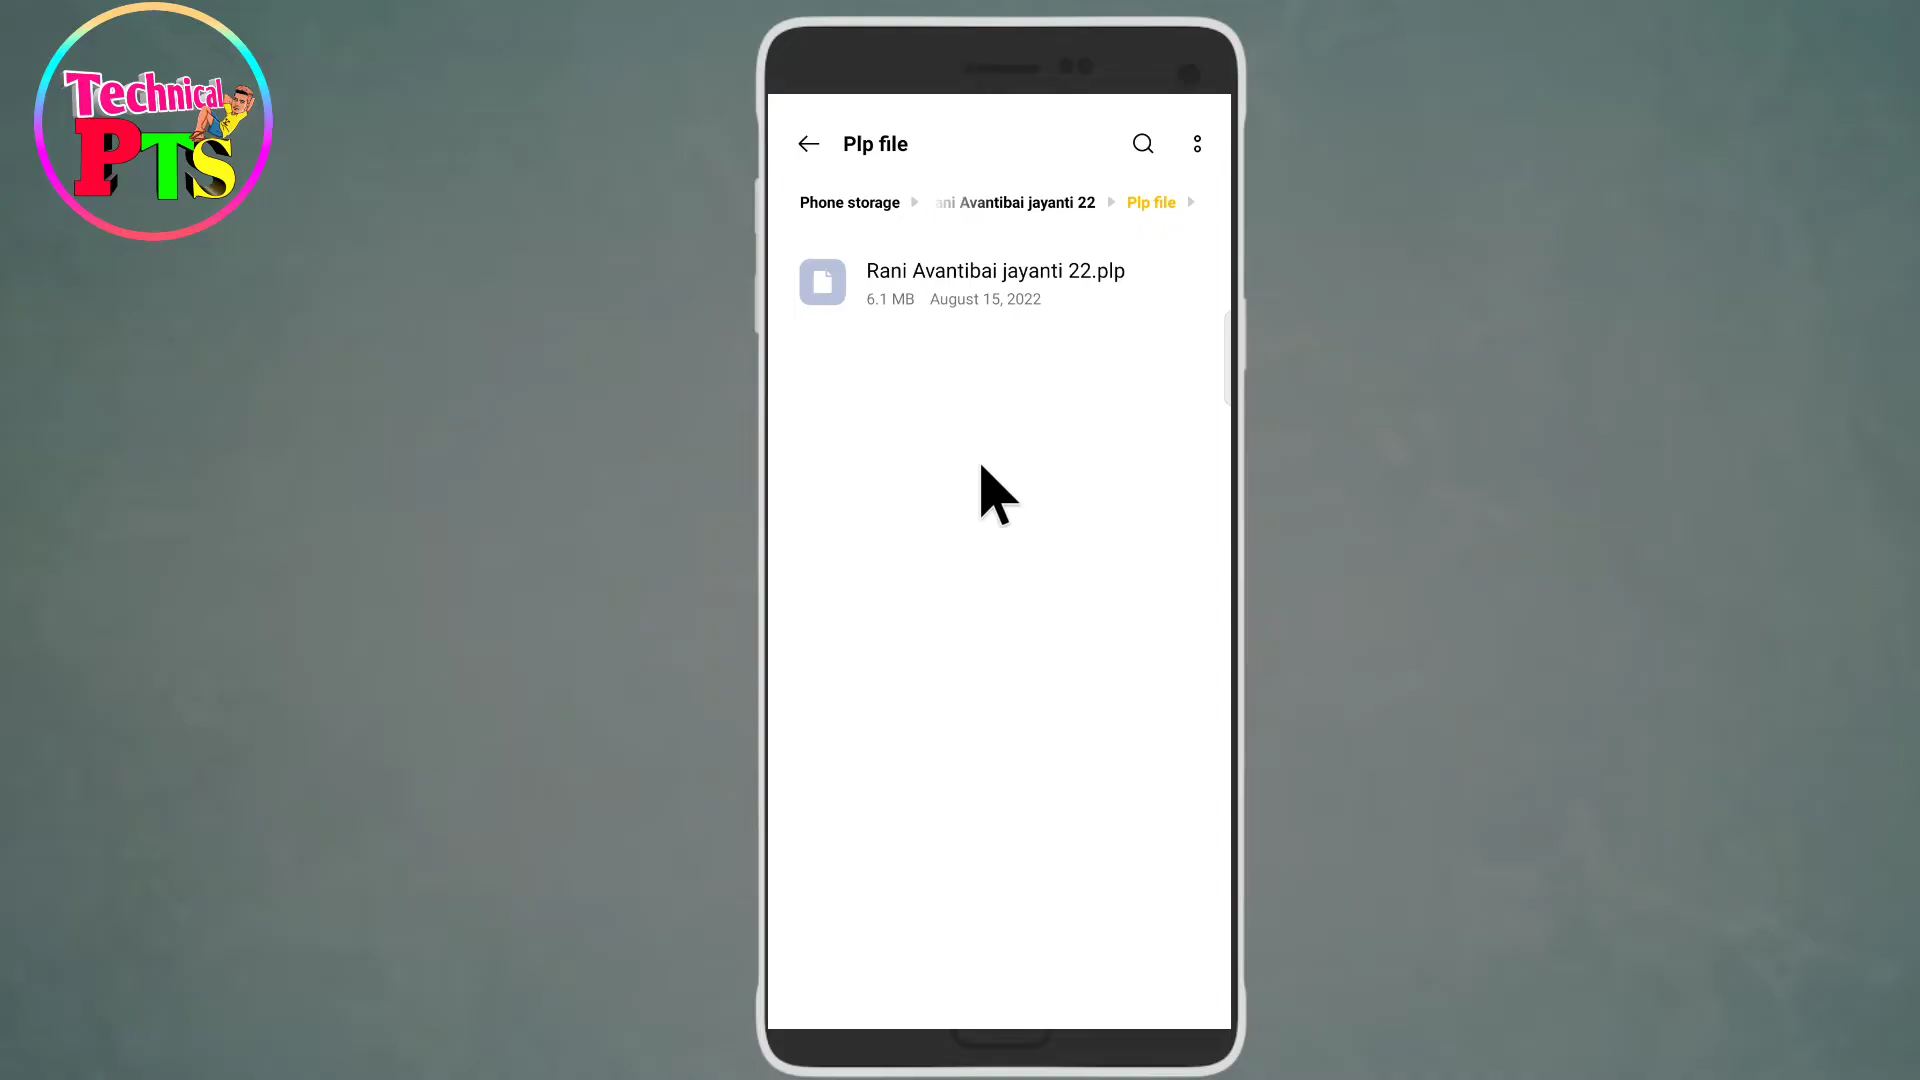 Technical
PTS
Plp file
Phone storage
ani Avantibai jayanti 22
Plp file
Rani Avantibai jayanti 22.plp
6.1 MB August 15, 2022